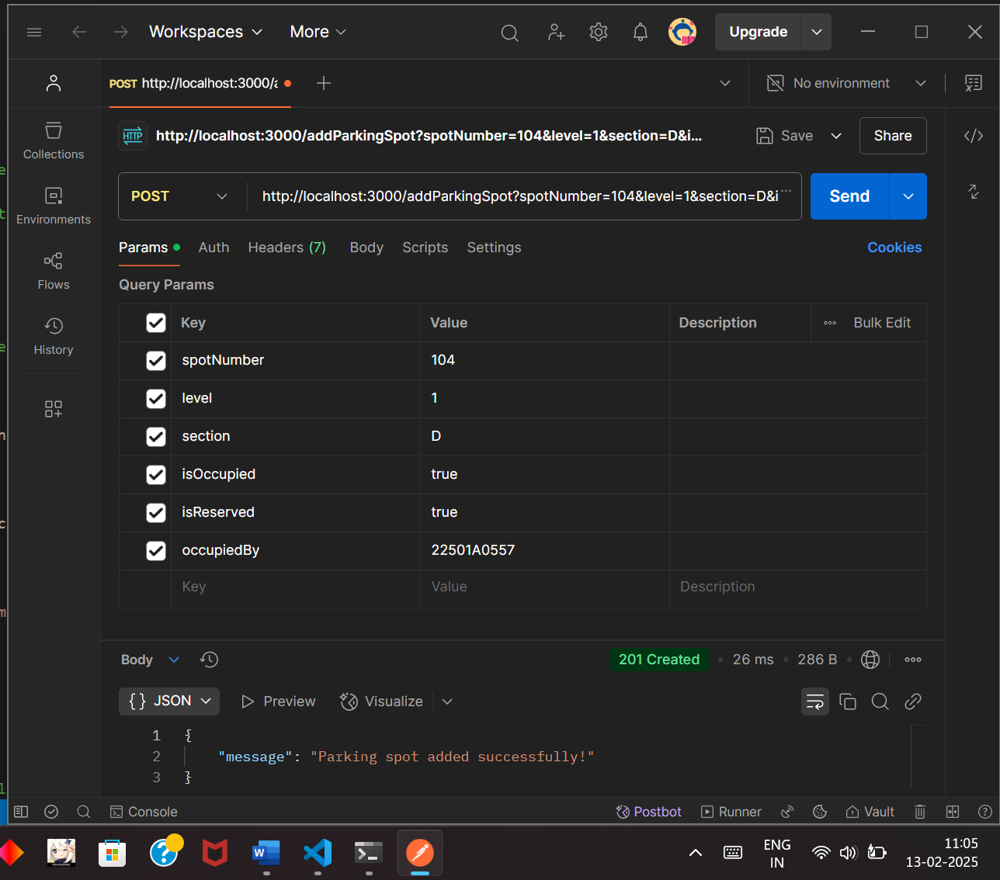 Workspaces More Upgrade
POST http://localhost:3000/a No environment
HTTP http://localhost:3000/addParkingSpot?spotNumber=104&level=1&section=D&i... Save Share
Collections
POST http://localhost:3000/addParkingSpot?spotNumber=104&level=1&section=D&i... Send
Environments
Params Auth Headers (7) Body Scripts Settings Cookies
Flows
Query Params
Key Value Description Bulk Edit
History
spotNumber 104
level 1
section D
isOccupied true
isReserved true
occupiedBy 22501A0557
Key Value Description
Body 201 Created 26 ms 286 B
{} JSON Preview Visualize
1 {
2 "message": "Parking spot added successfully!"
3 }
Console Postbot Runner Vault
ENG 11:05
IN 13-02-2025